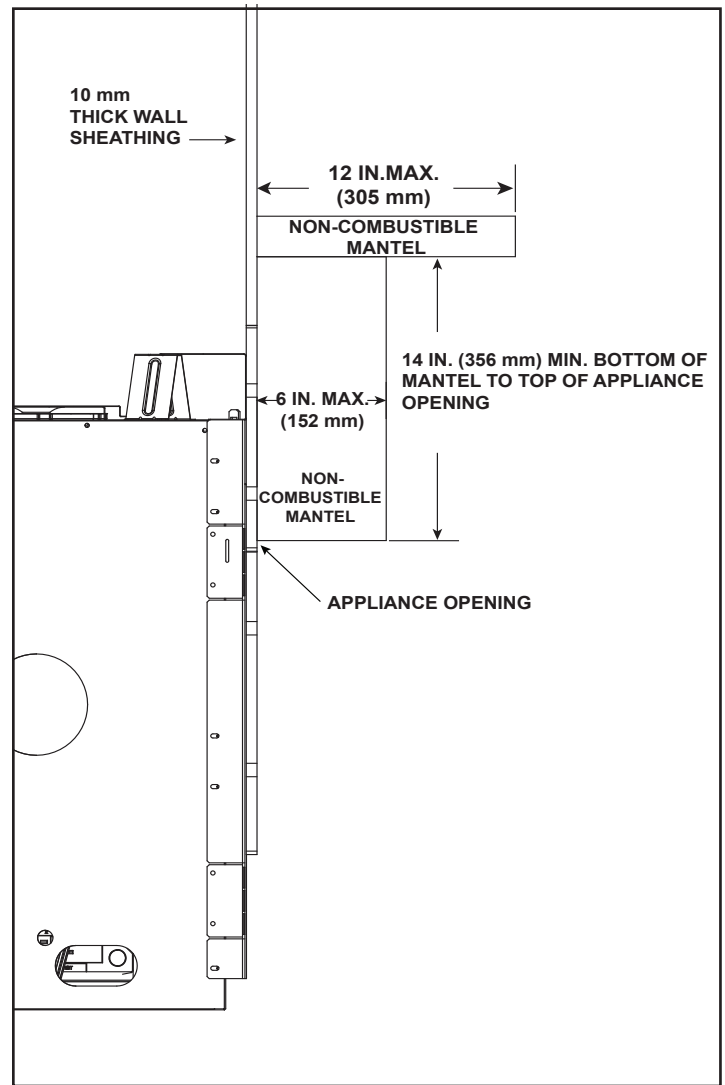 10 mm
THICK WALL
SHEATHING
12 IN.MAX.
(305 mm)
NON-COMBUSTIBLE
MANTEL
14 IN. (356 mm) MIN. BOTTOM OF
MANTEL TO TOP OF APPLIANCE
OPENING
6 IN. MAX.
(152 mm)
NON-
COMBUSTIBLE
MANTEL
APPLIANCE OPENING